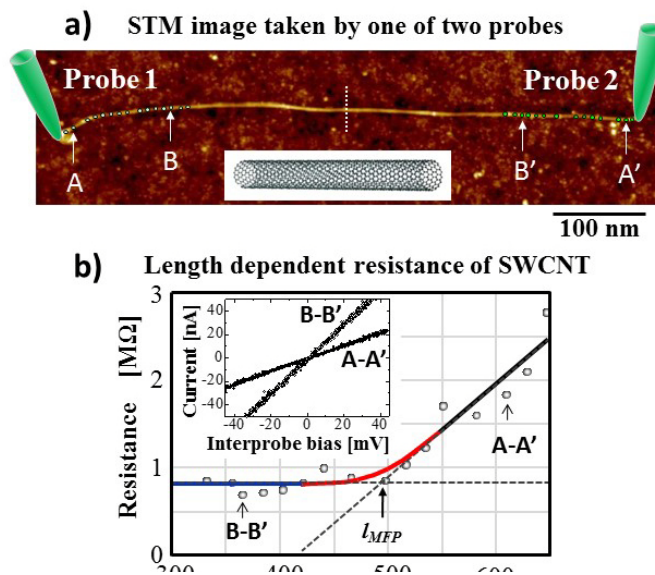 a) STM image taken by one of two probes
Probe 1
Probe 2
A
B
B'
A'
100 nm
b) Length dependent resistance of SWCNT
Resistance [MΩ]
3
2
1
0
Current [nA]
40
20
0
-20
-40
B-B'
A-A'
-40 -20 0 20 40
Interprobe bias [mV]
A-A'
B-B'
lMFP
300 400 500 600